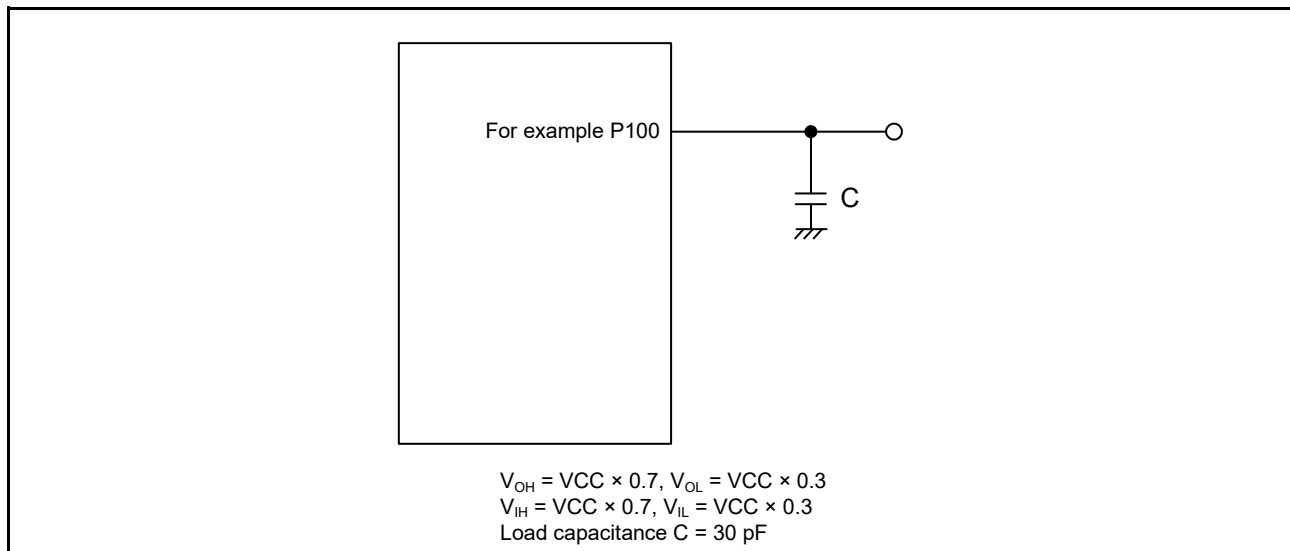 For example P100
C
V_OH = VCC × 0.7, V_OL = VCC × 0.3
V_IH = VCC × 0.7, V_IL = VCC × 0.3
Load capacitance C = 30 pF